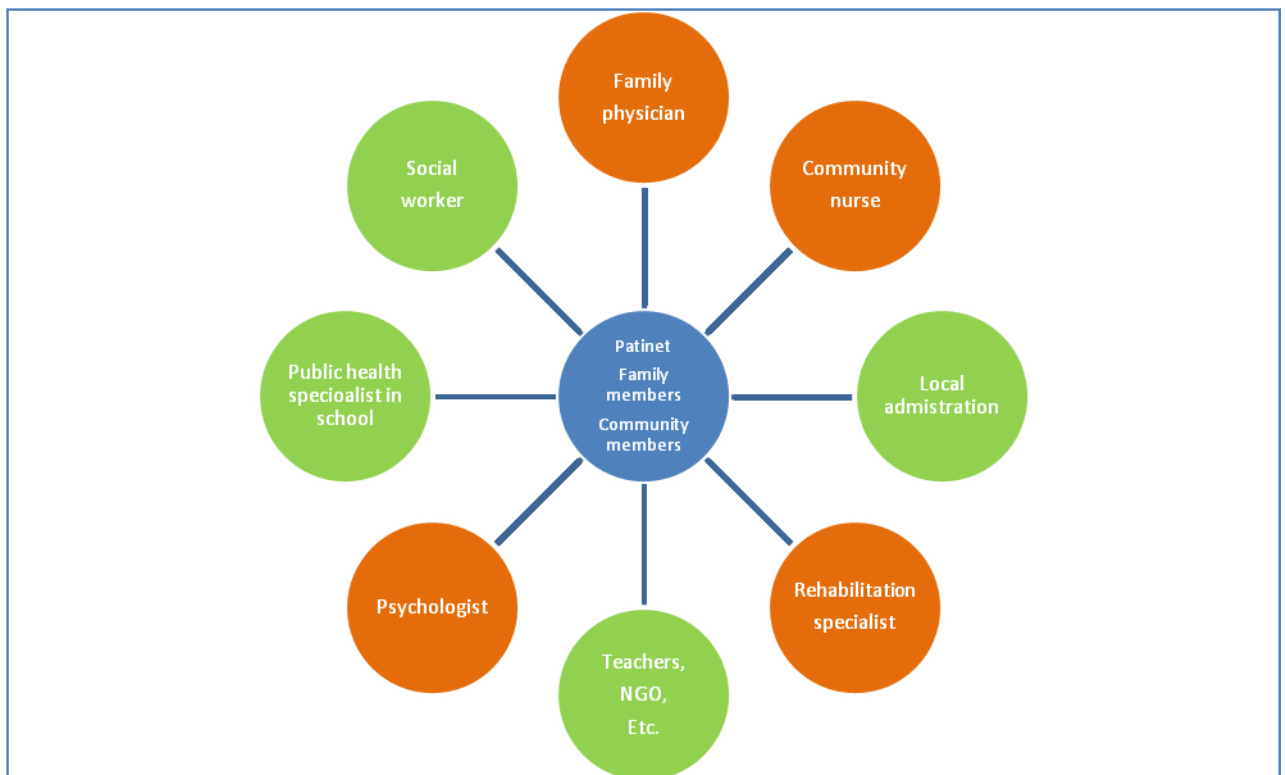 Family
physician
Social
worker
Community
nurse
Public health
specioalist in
school
Patinet
Family
members
Community
members
Local
admistration
Psychologist
Rehabilitation
specialist
Teachers,
NGO,
Etc.